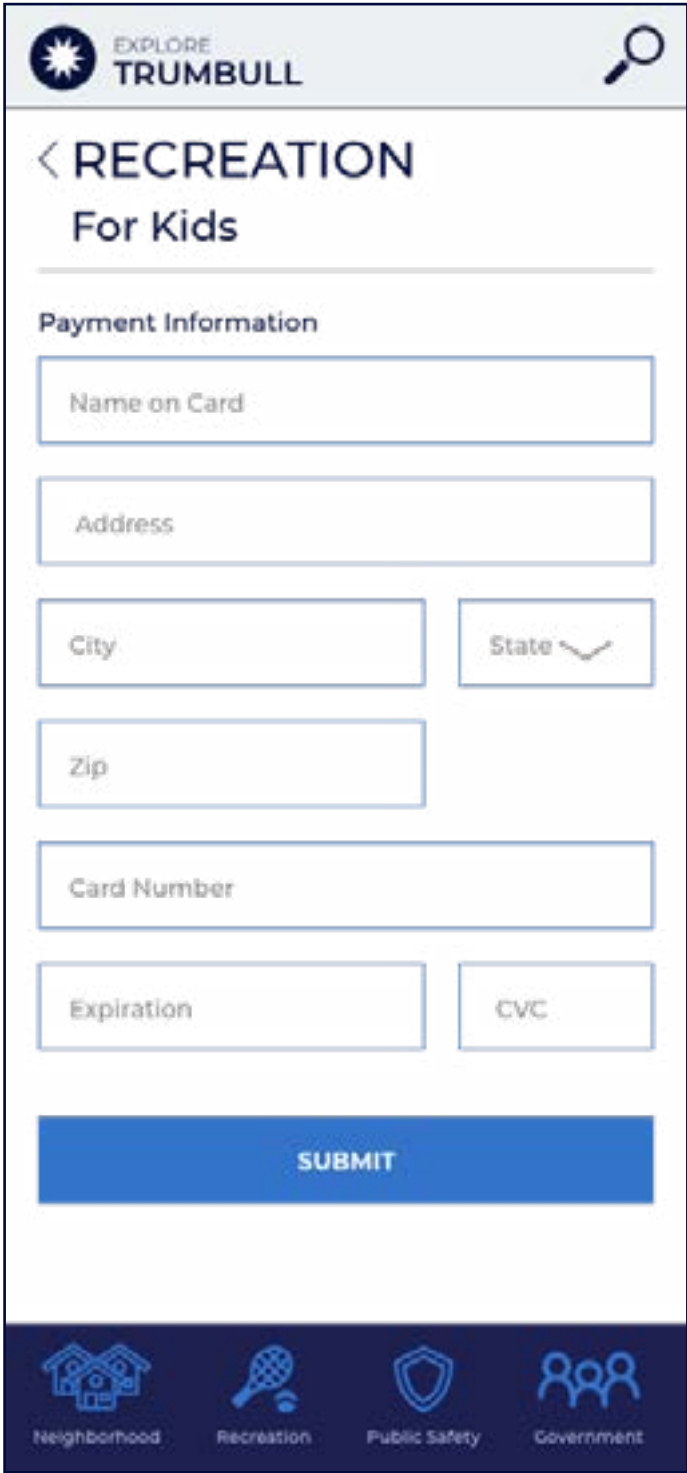 EXPLORE
TRUMBULL
RECREATION
For Kids
Payment Information
Name on Card
Address
City
State
Zip
Card Number
Expiration
CVC
SUBMIT
Neighborhood
Recreation
Public Safety
Government